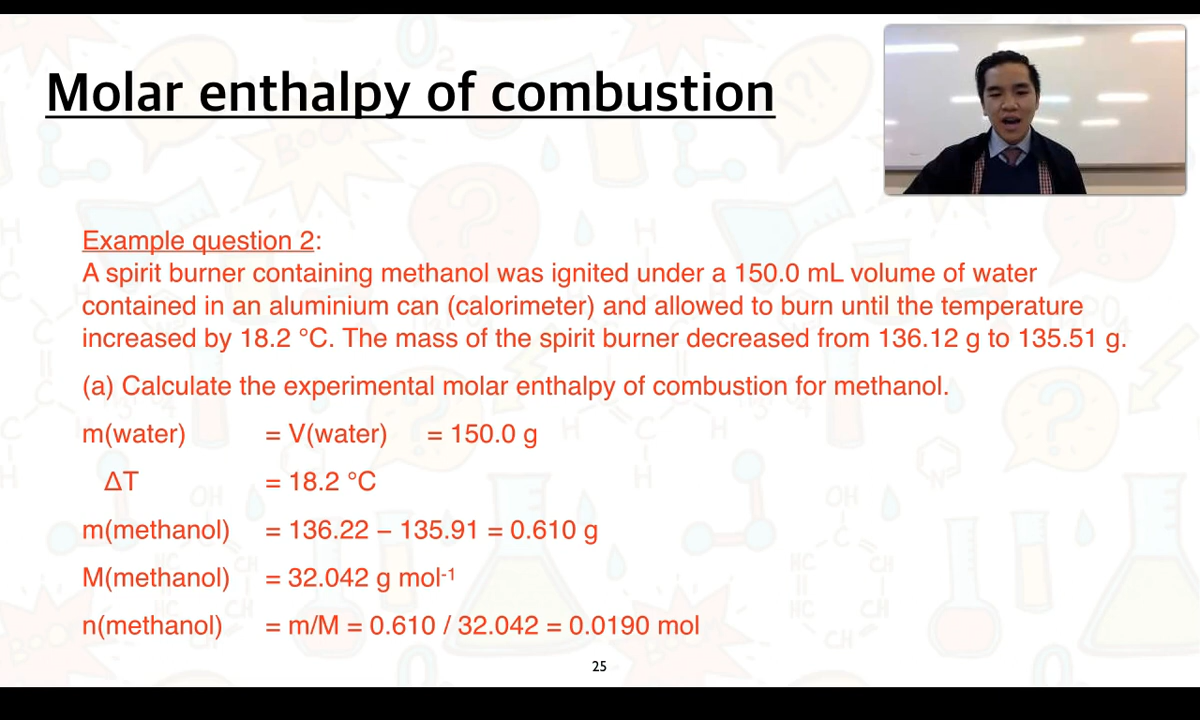 Molar enthalpy of combustion
Example question 2:
A spirit burner containing methanol was ignited under a 150.0 mL volume of water
contained in an aluminium can (calorimeter) and allowed to burn until the temperature
increased by 18.2 °C. The mass of the spirit burner decreased from 136.12 g to 135.51 g.
(a) Calculate the experimental molar enthalpy of combustion for methanol.
m(water) = V(water) = 150.0 g
ΔT = 18.2 °C
m(methanol) = 136.22 – 135.91 = 0.610 g
M(methanol) = 32.042 g mol-1
n(methanol) = m/M = 0.610 / 32.042 = 0.0190 mol
25